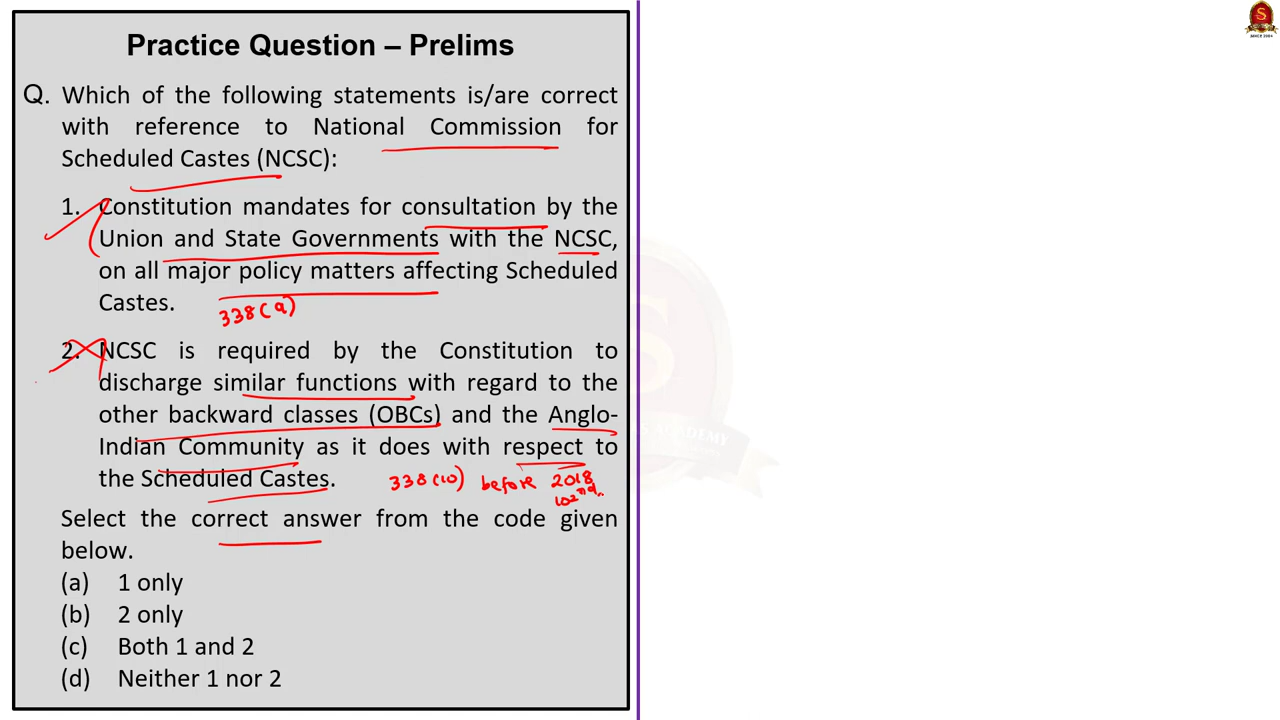 Practice Question – Prelims
Q. Which of the following statements is/are correct
with reference to National Commission for
Scheduled Castes (NCSC):
1. Constitution mandates for consultation by the
Union and State Governments with the NCSC,
on all major policy matters affecting Scheduled
Castes.
338(9)
2. NCSC is required by the Constitution to
discharge similar functions with regard to the
other backward classes (OBCs) and the Anglo-
Indian Community as it does with respect to
the Scheduled Castes.
338(10) before 2018
102nd
Select the correct answer from the code given
below.
(a) 1 only
(b) 2 only
(c) Both 1 and 2
(d) Neither 1 nor 2
S
SINCE 2004